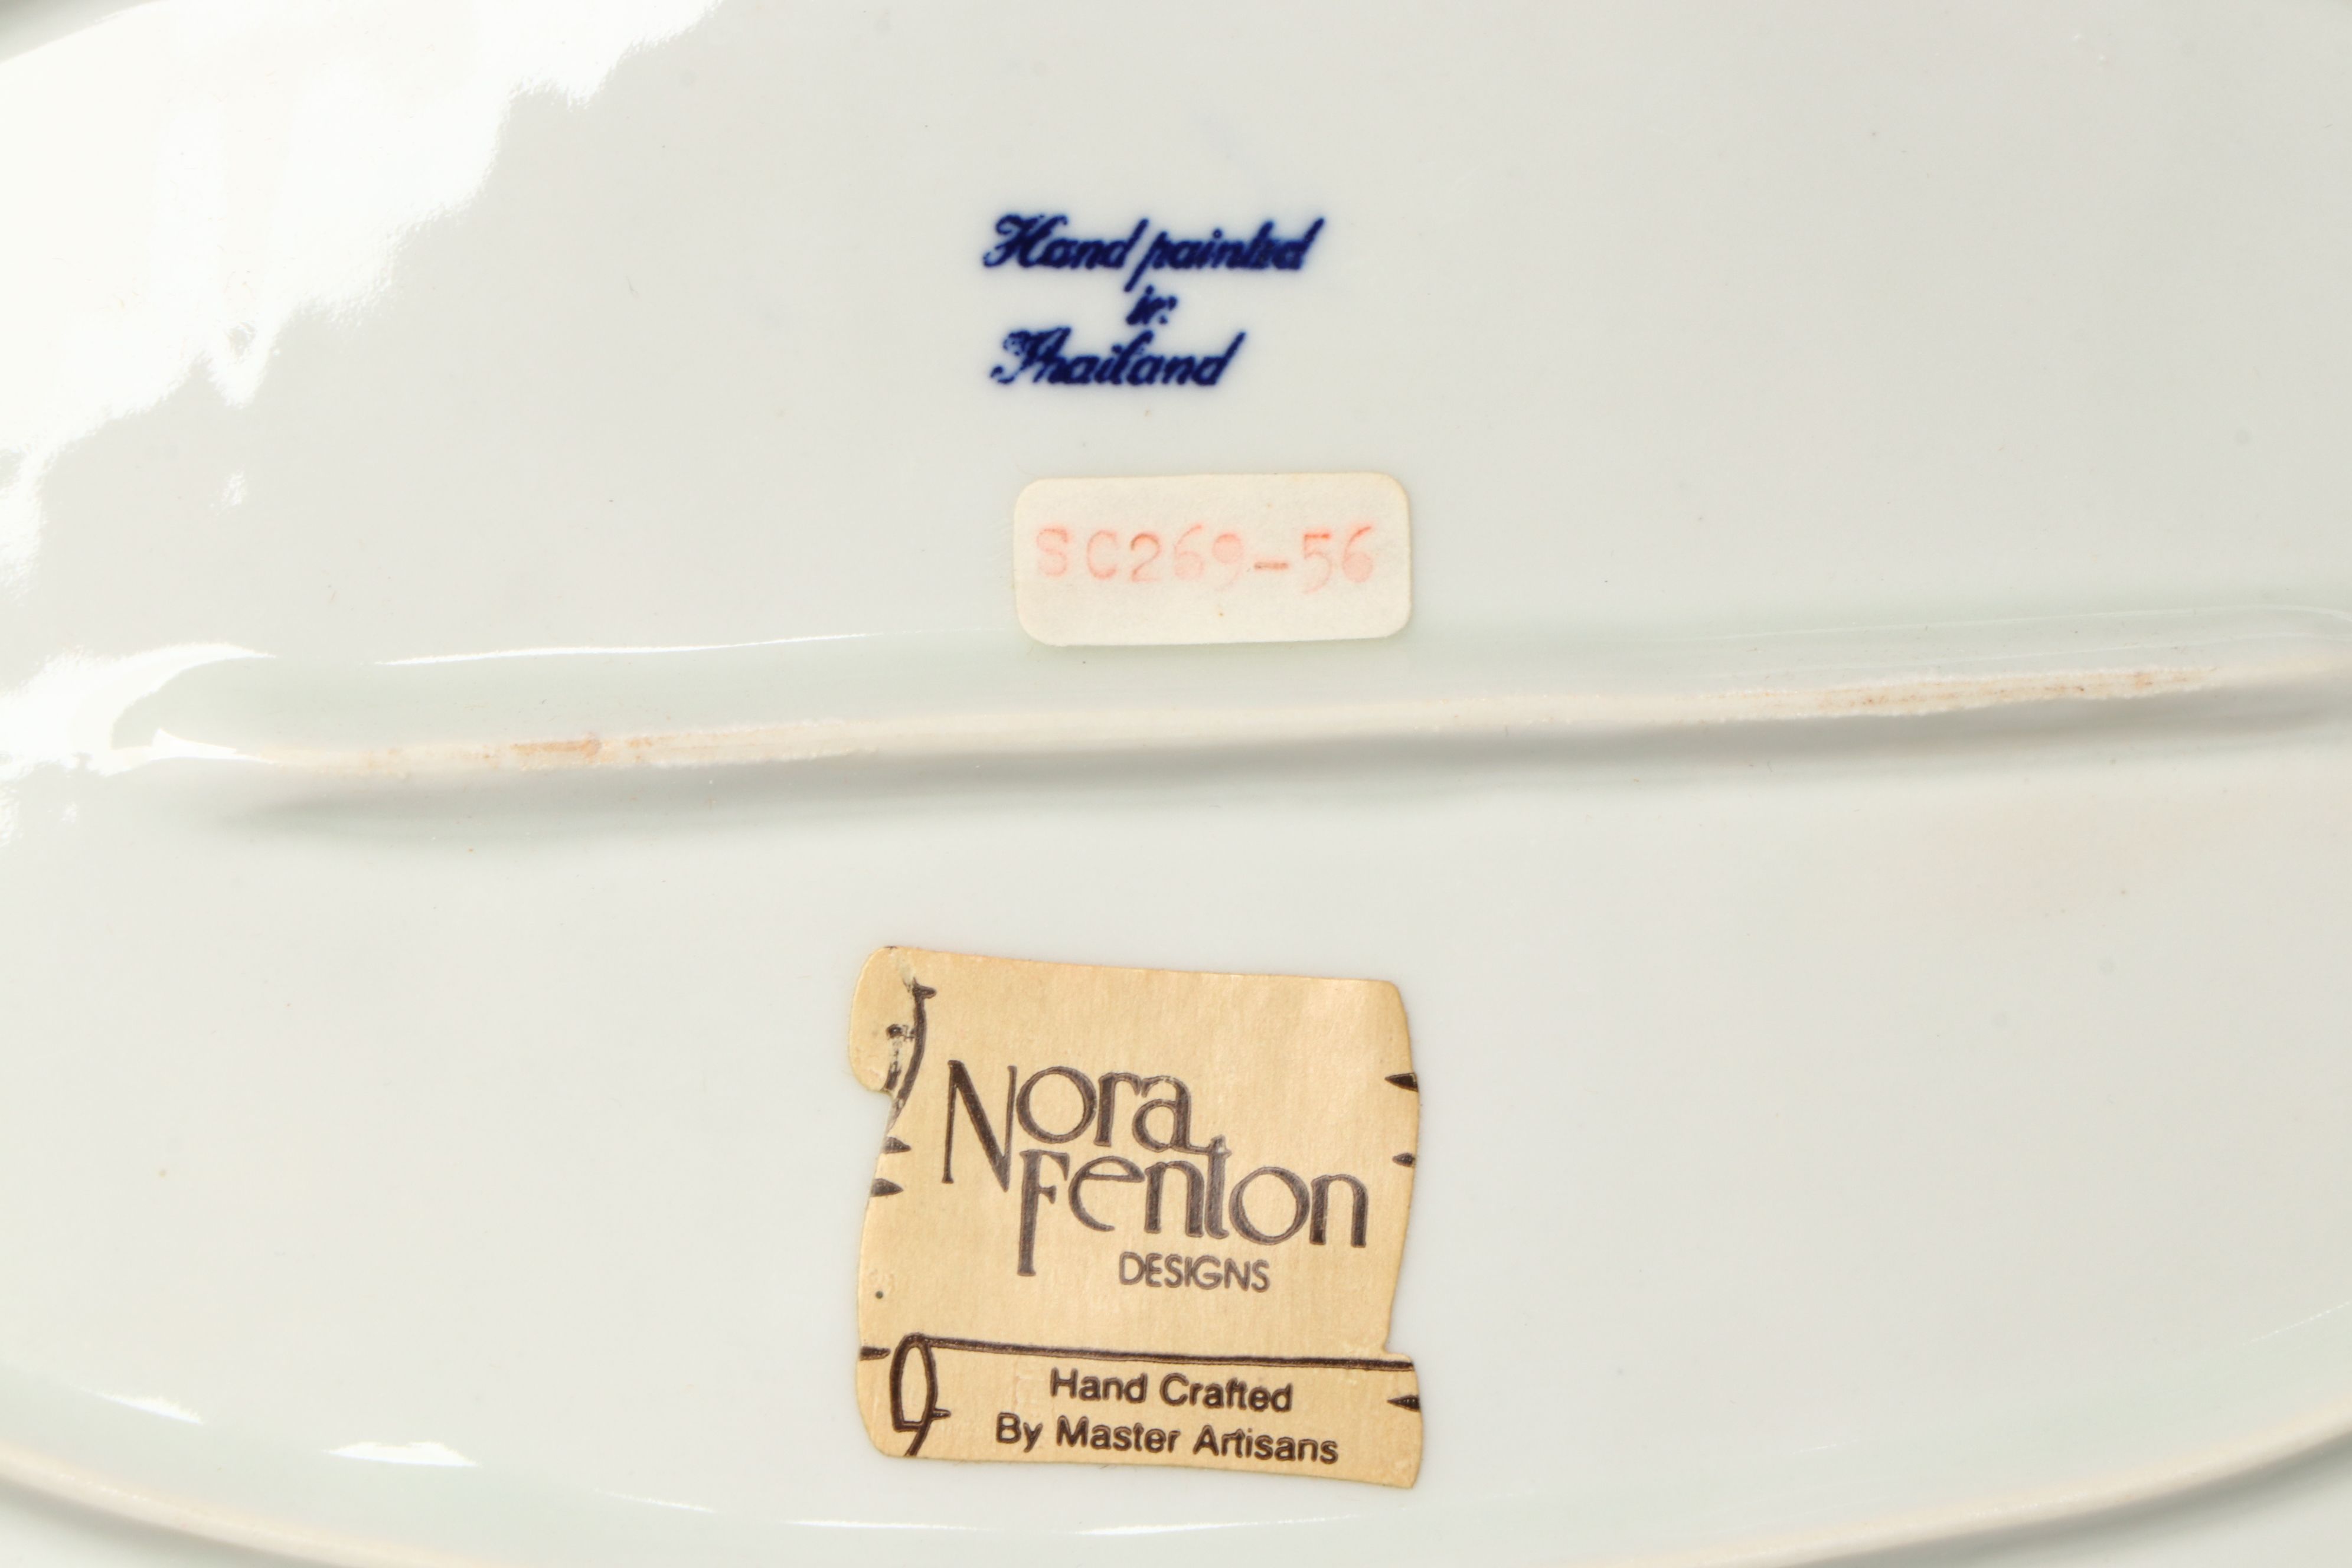 Hand painted
in
Thailand
SC269-56
Nora
Fenton
DESIGNS
Hand Crafted
By Master Artisans